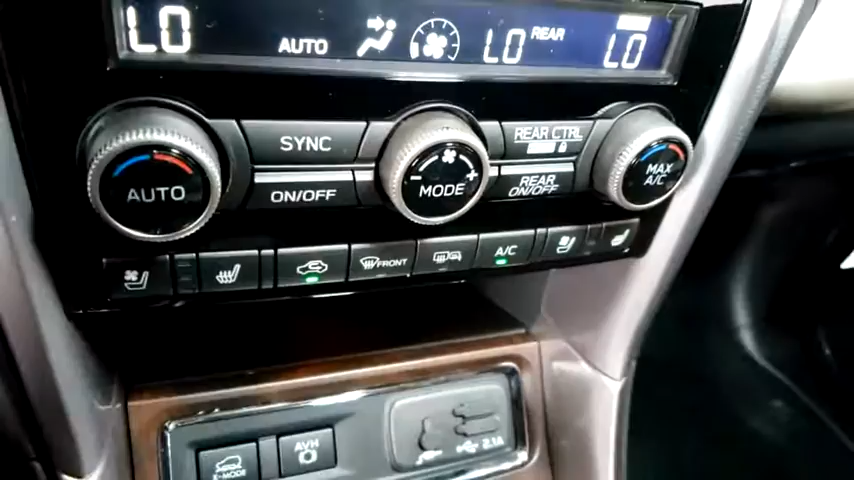 LO AUTO LO REAR LO
SYNC
ON/OFF
AUTO
- MODE +
REAR CTRL
REAR ON/OFF
MAX A/C
FRONT
A/C
X-MODE
AVH
2.1A